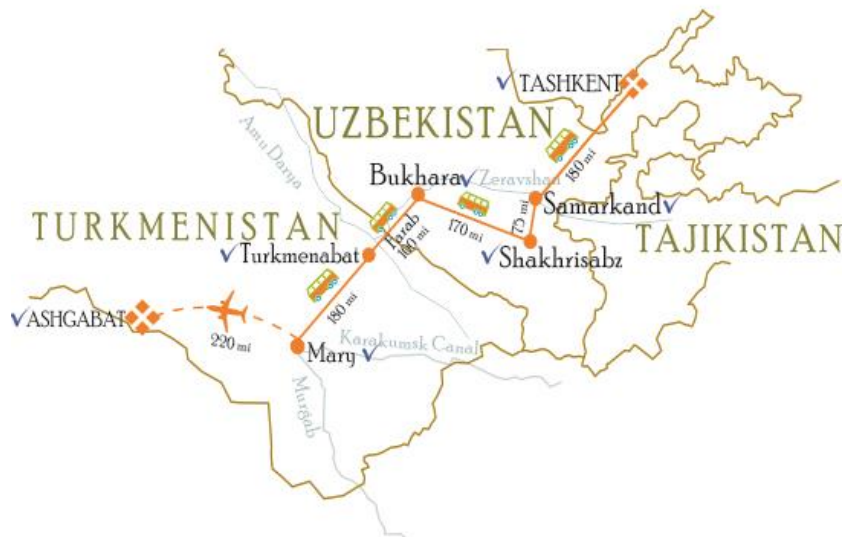 TASHKENT
UZBEKISTAN
Amu Darya
180 mi
Bukhara
Zeravshan
Samarkand
75 mi
170 mi
Farab
100 mi
TURKMENISTAN
TAJIKISTAN
Turkmenabat
Shakhrisabz
180 mi
ASHGABAT
220 mi
Mary
Karakumsk Canal
Murgab